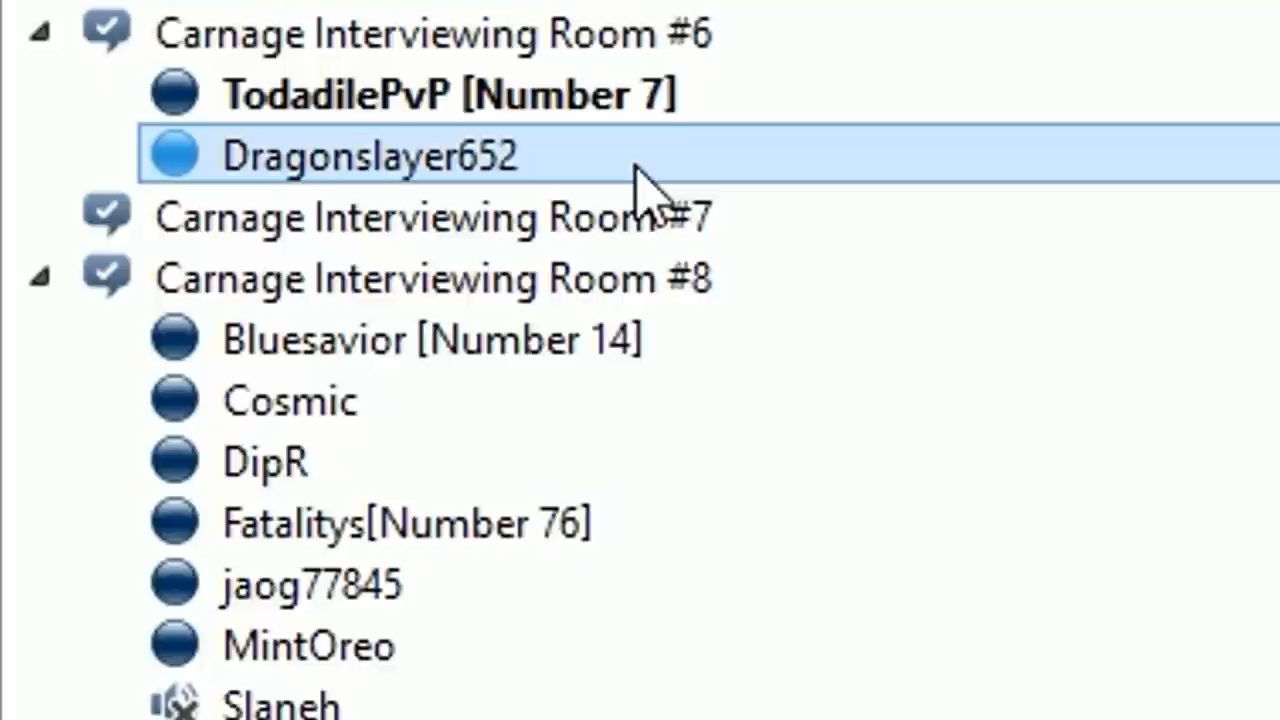 Carnage Interviewing Room #6
TodadilePvP [Number 7]
Dragonslayer652
Carnage Interviewing Room #7
Carnage Interviewing Room #8
Bluesavior [Number 14]
Cosmic
DipR
Fatalitys[Number 76]
jaog77845
MintOreo
Slaneh